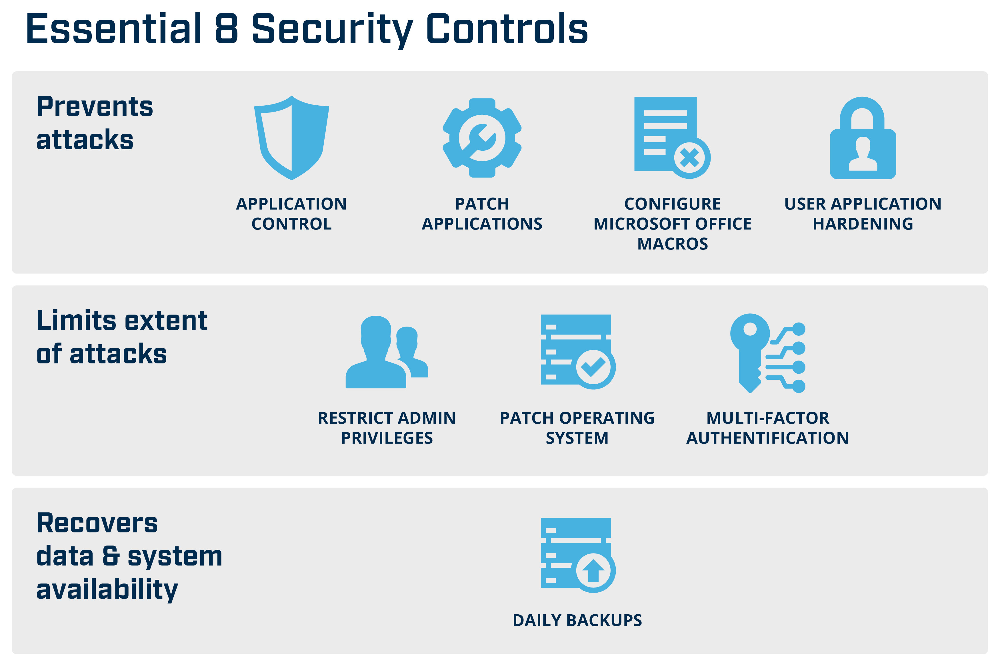 Essential 8 Security Controls
Prevents
attacks
APPLICATION
CONTROL
PATCH
APPLICATIONS
CONFIGURE
MICROSOFT OFFICE
MACROS
USER APPLICATION
HARDENING
Limits extent
of attacks
RESTRICT ADMIN
PRIVILEGES
PATCH OPERATING
SYSTEM
MULTI-FACTOR
AUTHENTIFICATION
Recovers
data & system
availability
DAILY BACKUPS